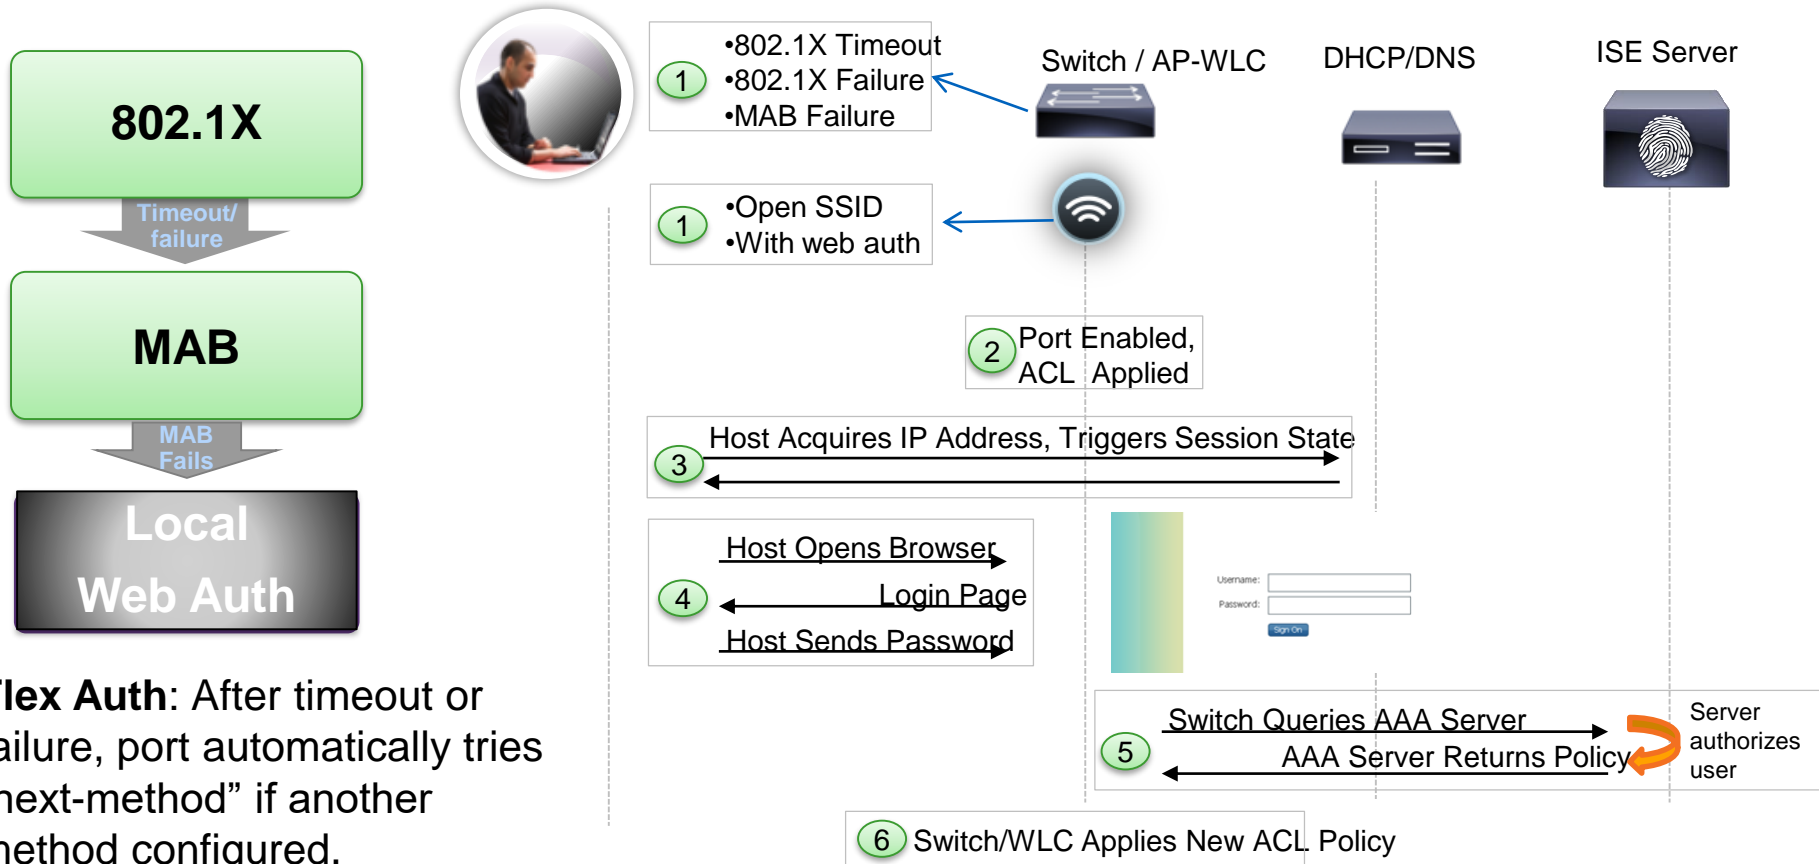 802.1X
Timeout/
failure
MAB
MAB
Fails
Local
Web Auth
Flex Auth: After timeout or
failure, port automatically tries
next-method” if another
method configured.
1
•802.1X Timeout
•802.1X Failure
•MAB Failure
Switch / AP-WLC
DHCP/DNS
ISE Server
1
•Open SSID
•With web auth
2
Port Enabled,
ACL Applied
3
Host Acquires IP Address, Triggers Session State
4
Host Opens Browser
Login Page
Host Sends Password
Username:
Password:
Sign On
5
Switch Queries AAA Server
AAA Server Returns Policy
Server
authorizes
user
6
Switch/WLC Applies New ACL Policy